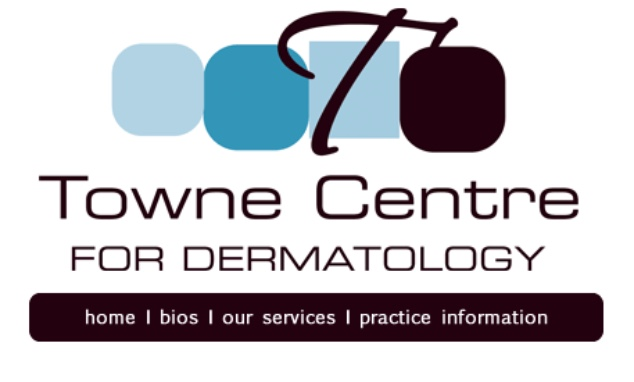 T
Towne Centre
FOR DERMATOLOGY
home | bios | our services | practice information